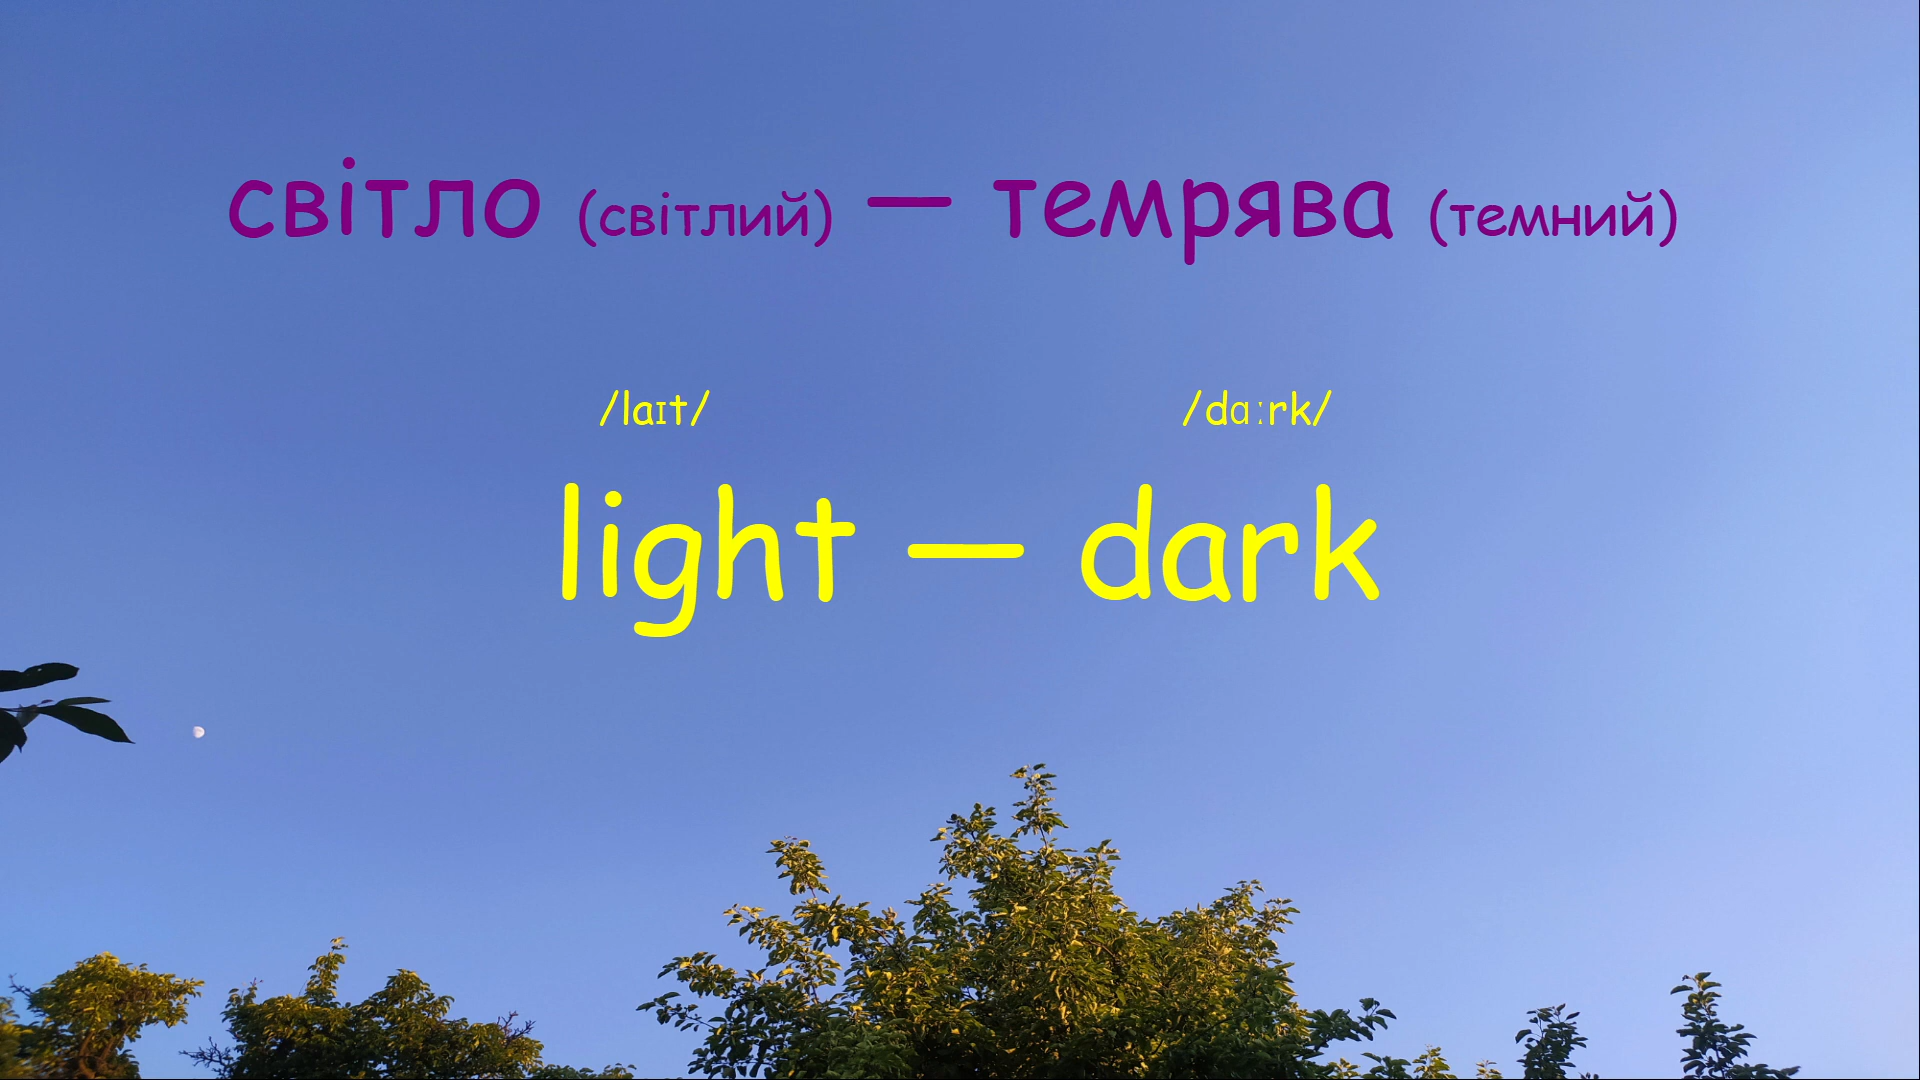 світло (світлий) — темрява (темний)
/laɪt/ /dɑːrk/
light — dark